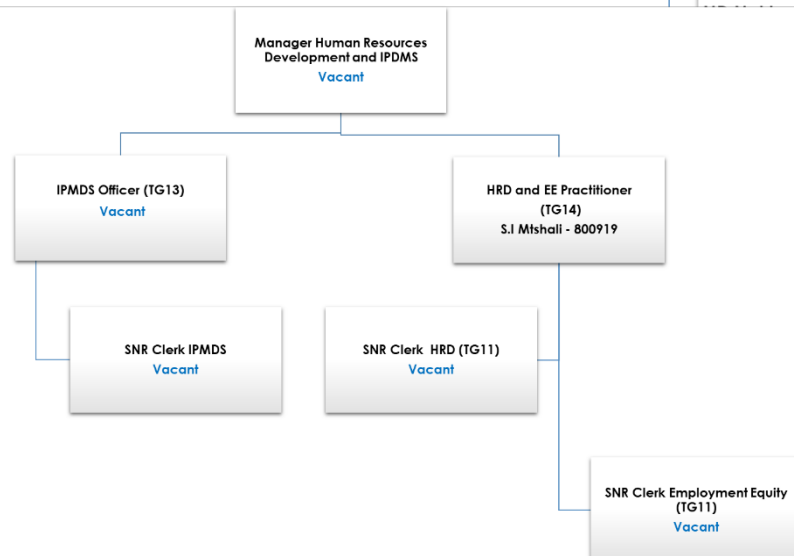 Manager Human Resources
Development and IPDMS
Vacant
IPMDS Officer (TG13)
Vacant
HRD and EE Practitioner
(TG14)
S.I Mtshali - 800919
SNR Clerk IPMDS
Vacant
SNR Clerk HRD (TG11)
Vacant
SNR Clerk Employment Equity
(TG11)
Vacant